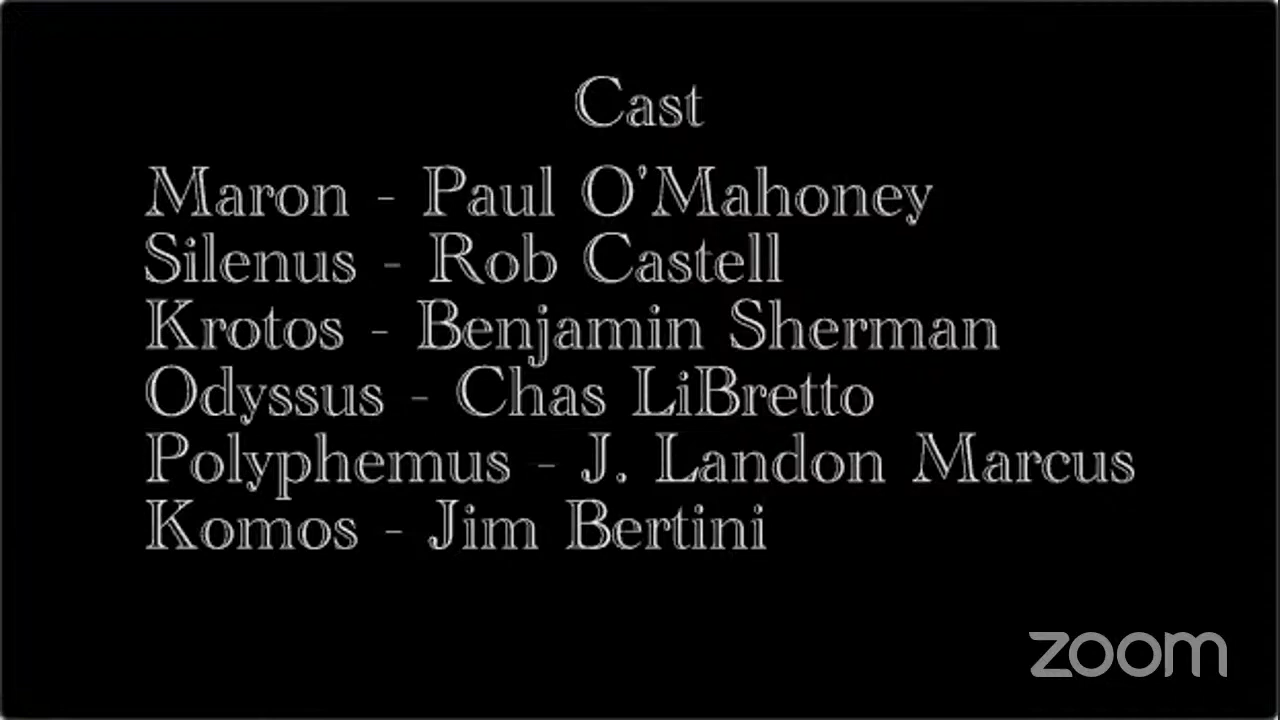 Cast
Maron - Paul O'Mahoney
Silenus - Rob Castell
Krotos - Benjamin Sherman
Odyssus - Chas LiBretto
Polyphemus - J. Landon Marcus
Komos - Jim Bertini
zoom